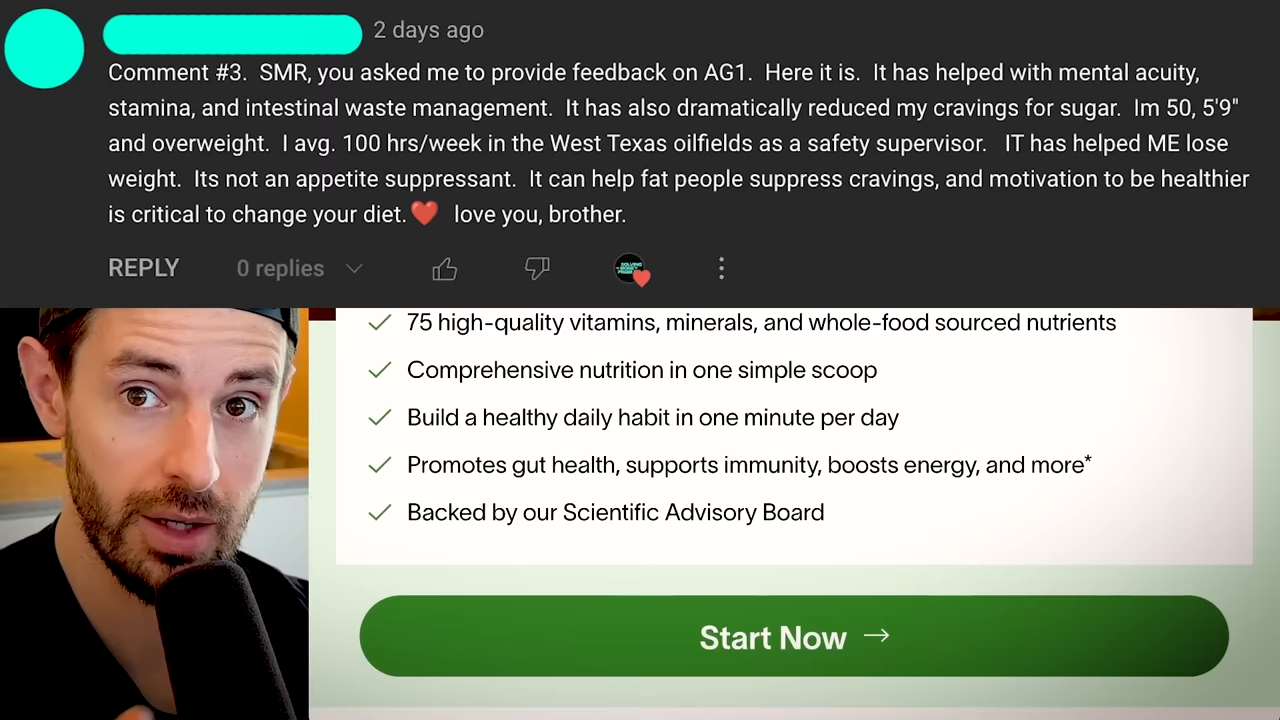 2 days ago
Comment #3.  SMR, you asked me to provide feedback on AG1.  Here it is.  It has helped with mental acuity,
stamina, and intestinal waste management.  It has also dramatically reduced my cravings for sugar.  Im 50, 5'9"
and overweight.  I avg. 100 hrs/week in the West Texas oilfields as a safety supervisor.   IT has helped ME lose
weight.  Its not an appetite suppressant.  It can help fat people suppress cravings, and motivation to be healthier
is critical to change your diet.❤️  love you, brother.
REPLY 0 replies
75 high-quality vitamins, minerals, and whole-food sourced nutrients
Comprehensive nutrition in one simple scoop
Build a healthy daily habit in one minute per day
Promotes gut health, supports immunity, boosts energy, and more*
Backed by our Scientific Advisory Board
Start Now →